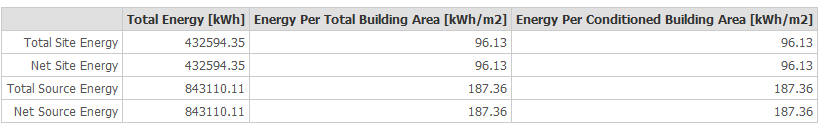 Total Energy [kWh] Energy Per Total Building Area [kWh/m2] Energy Per Conditioned Building Area [kWh/m2]
Total Site Energy 432594.35 96.13 96.13
Net Site Energy 432594.35 96.13 96.13
Total Source Energy 843110.11 187.36 187.36
Net Source Energy 843110.11 187.36 187.36